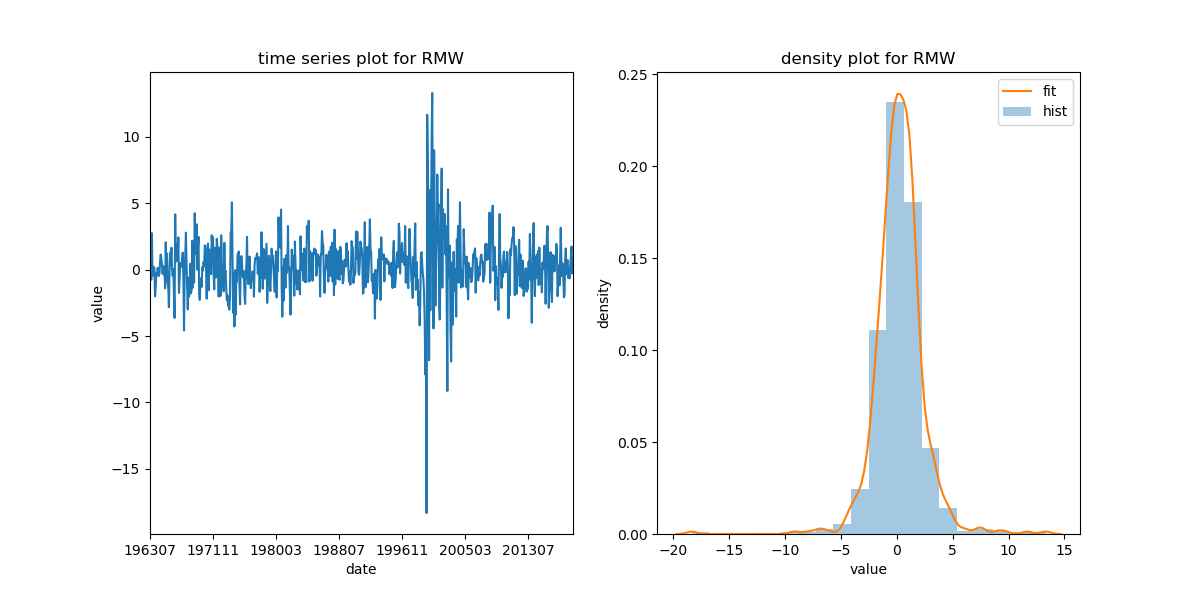 time series plot for RMW
value
10
5
0
−5
−10
−15
196307 197111 198003 198807 199611 200503 201307
date
density plot for RMW
density
0.25
0.20
0.15
0.10
0.05
0.00
−20 −15 −10 −5 0 5 10 15
value
fit
hist